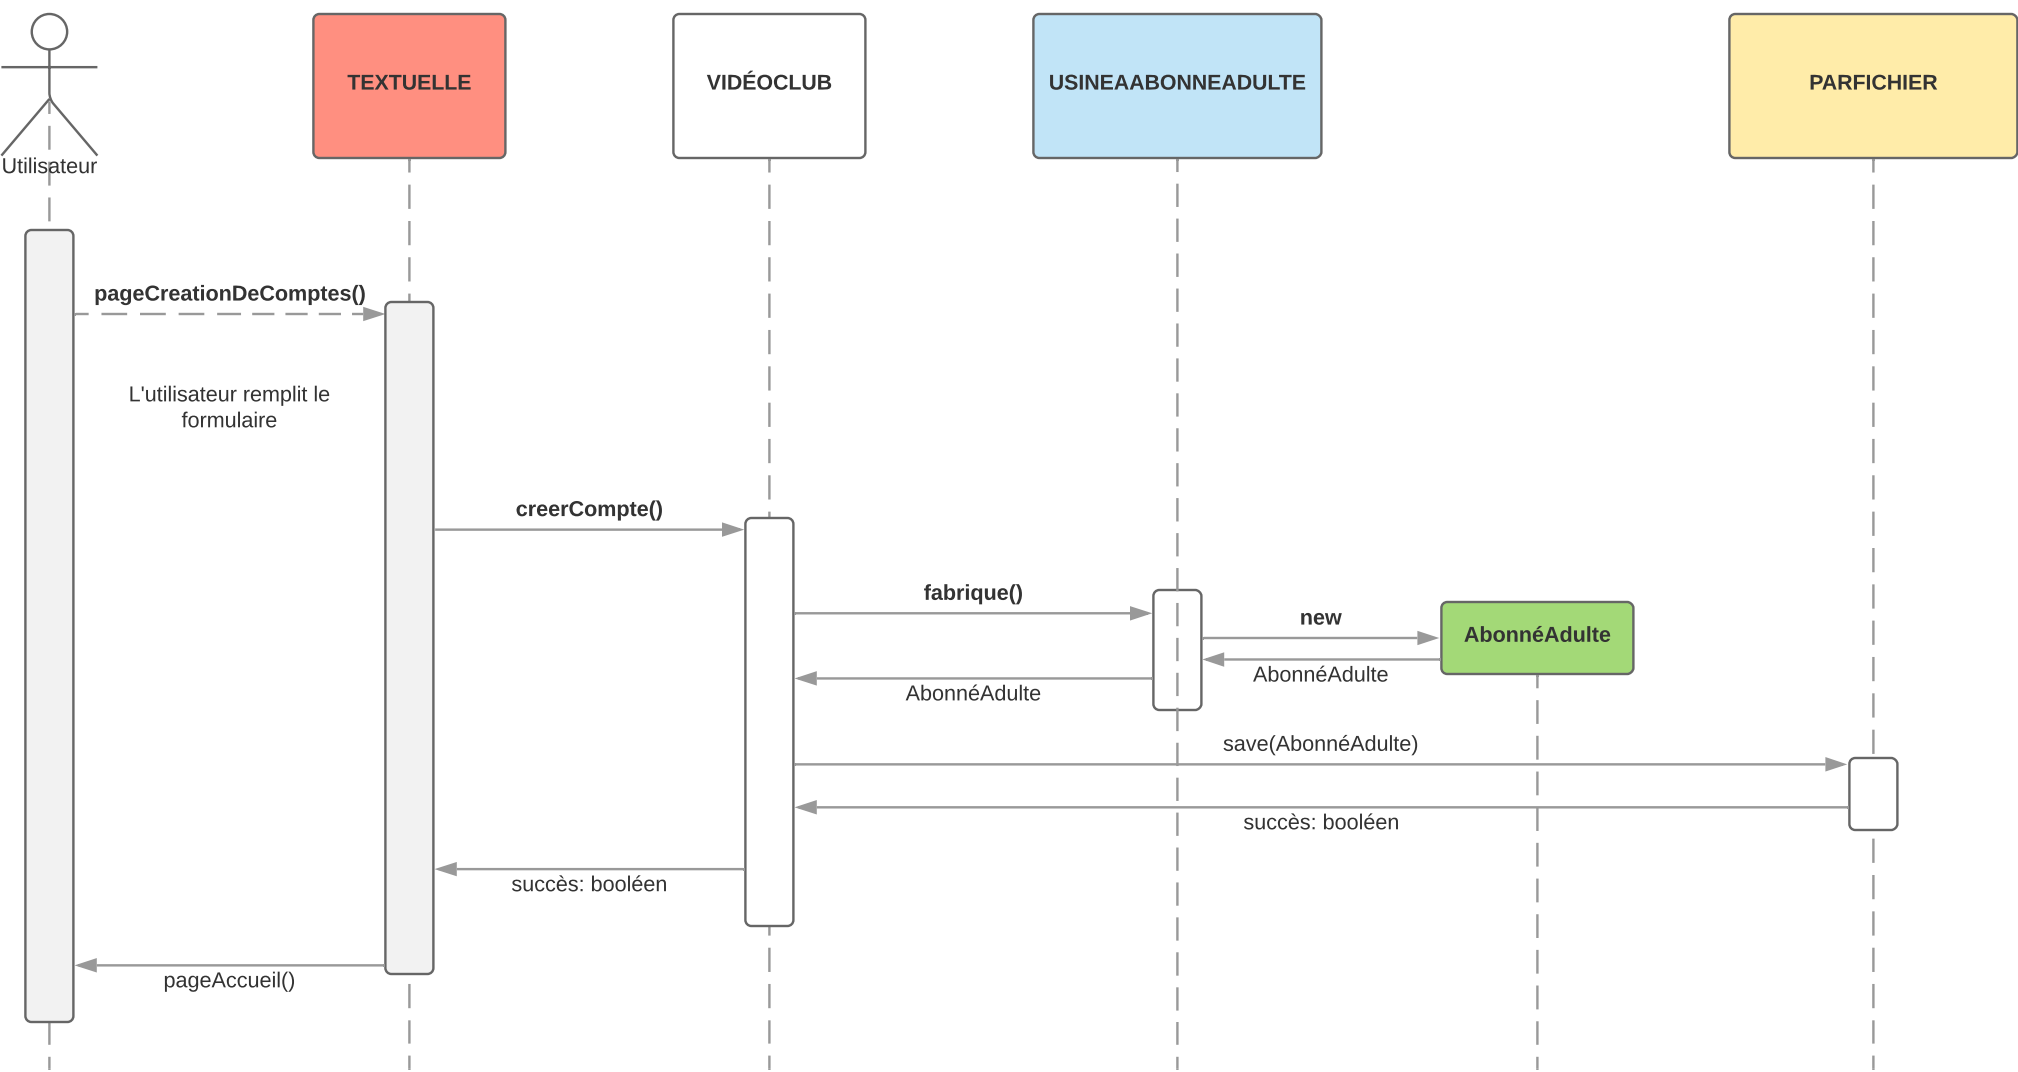 TEXTUELLE
VIDÉOCLUB
USINEAABONNEADULTE
PARFICHIER
Utilisateur
pageCreationDeComptes()
L'utilisateur remplit le
formulaire
creerCompte()
fabrique()
new
AbonnéAdulte
AbonnéAdulte
AbonnéAdulte
save(AbonnéAdulte)
succès: booléen
succès: booléen
pageAccueil()